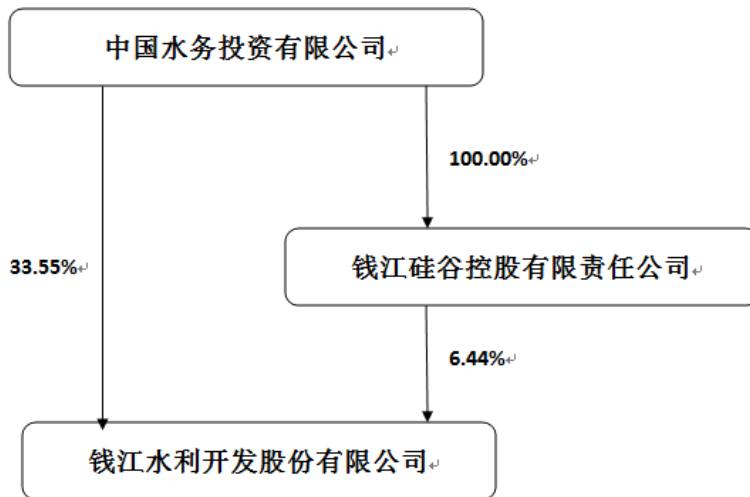 中国水务投资有限公司
100.00%
33.55%
钱江硅谷控股有限责任公司
6.44%
钱江水利开发股份有限公司